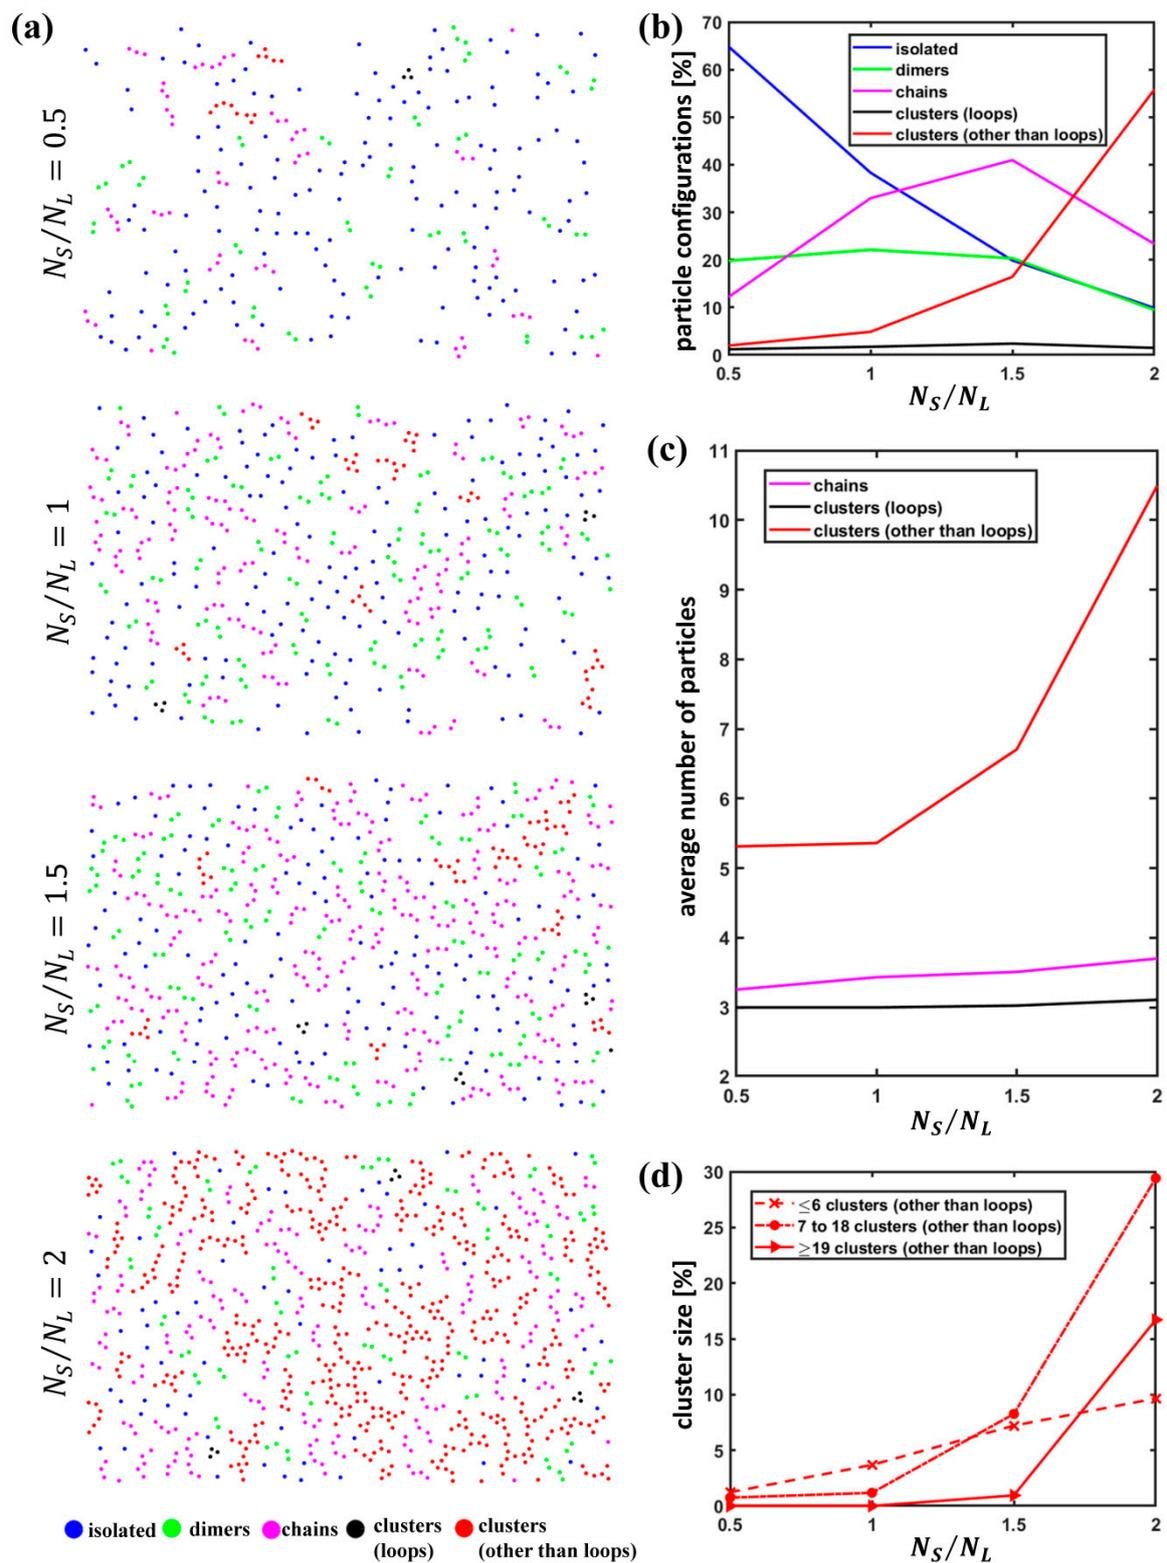 (a)
N_S/N_L = 0.5
N_S/N_L = 1
N_S/N_L = 1.5
N_S/N_L = 2
isolated
dimers
chains
clusters
(loops)
clusters
(other than loops)
(b)
particle configurations [%]
70
60
50
40
30
20
10
0
isolated
dimers
chains
clusters (loops)
clusters (other than loops)
0.5
1
1.5
2
N_S/N_L
(c)
average number of particles
11
10
9
8
7
6
5
4
3
2
chains
clusters (loops)
clusters (other than loops)
0.5
1
1.5
2
N_S/N_L
(d)
cluster size [%]
30
25
20
15
10
5
0
≤6 clusters (other than loops)
7 to 18 clusters (other than loops)
≥19 clusters (other than loops)
0.5
1
1.5
2
N_S/N_L